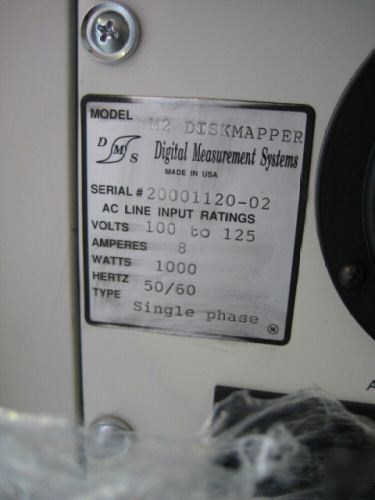 MODEL M2 DISKMAPPER
DMS Digital Measurement Systems
MADE IN USA
SERIAL # 20001120-02
AC LINE INPUT RATINGS
VOLTS 100 to 125
AMPERES 8
WATTS 1000
HERTZ 50/60
TYPE Single phase
A